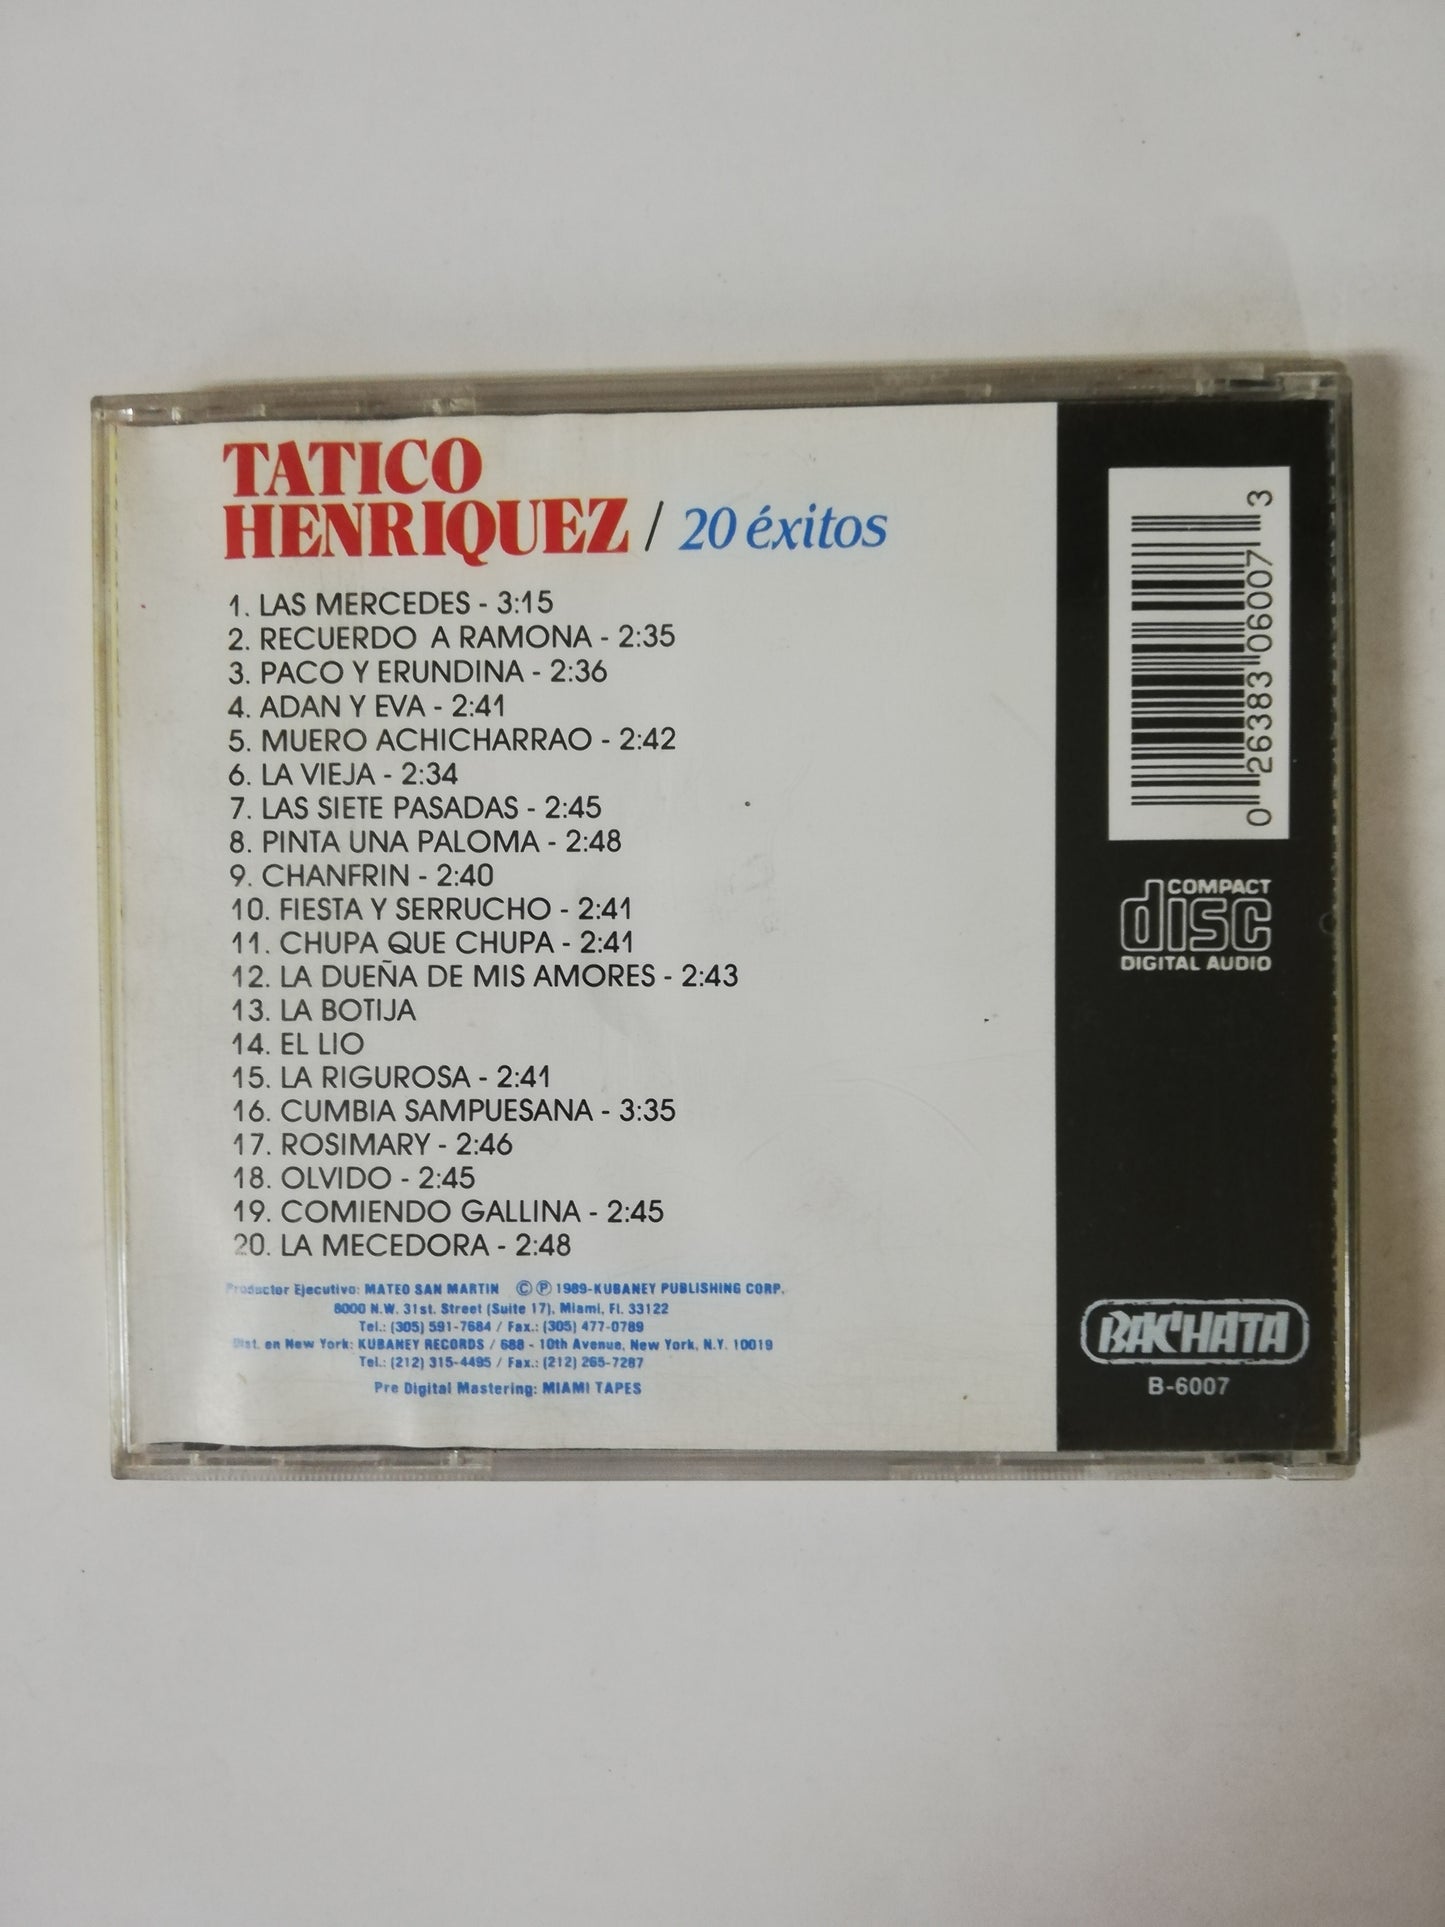 TATICO
HENRIQUEZ / 20 éxitos
1. LAS MERCEDES - 3:15
2. RECUERDO A RAMONA - 2:35
3. PACO Y ERUNDINA - 2:36
4. ADAN Y EVA - 2:41
5. MUERO ACHICHARRAO - 2:42
6. LA VIEJA - 2:34
7. LAS SIETE PASADAS - 2:45
8. PINTA UNA PALOMA - 2:48
9. CHANFRIN - 2:40
10. FIESTA Y SERRUCHO - 2:41
11. CHUPA QUE CHUPA - 2:41
12. LA DUEÑA DE MIS AMORES - 2:43
13. LA BOTIJA
14. EL LIO
15. LA RIGUROSA - 2:41
16. CUMBIA SAMPUESANA - 3:35
17. ROSIMARY - 2:46
18. OLVIDO - 2:45
19. COMIENDO GALLINA - 2:45
20. LA MECEDORA - 2:48
Productor Ejecutivo: MATEO SAN MARTIN © ℗ 1989-KUBANEY PUBLISHING CORP.
8000 N.W. 31st. Street (Suite 17), Miami, Fl. 33122
Tel.: (305) 591-7684 / Fax.: (305) 477-0789
Dist. en New York: KUBANEY RECORDS / 688 - 10th Avenue, New York, N.Y. 10019
Tel.: (212) 315-4495 / Fax.: (212) 265-7287
Pre Digital Mastering: MIAMI TAPES
0 26383 06007 3
COMPACT
disc
DIGITAL AUDIO
BACHATA
B-6007